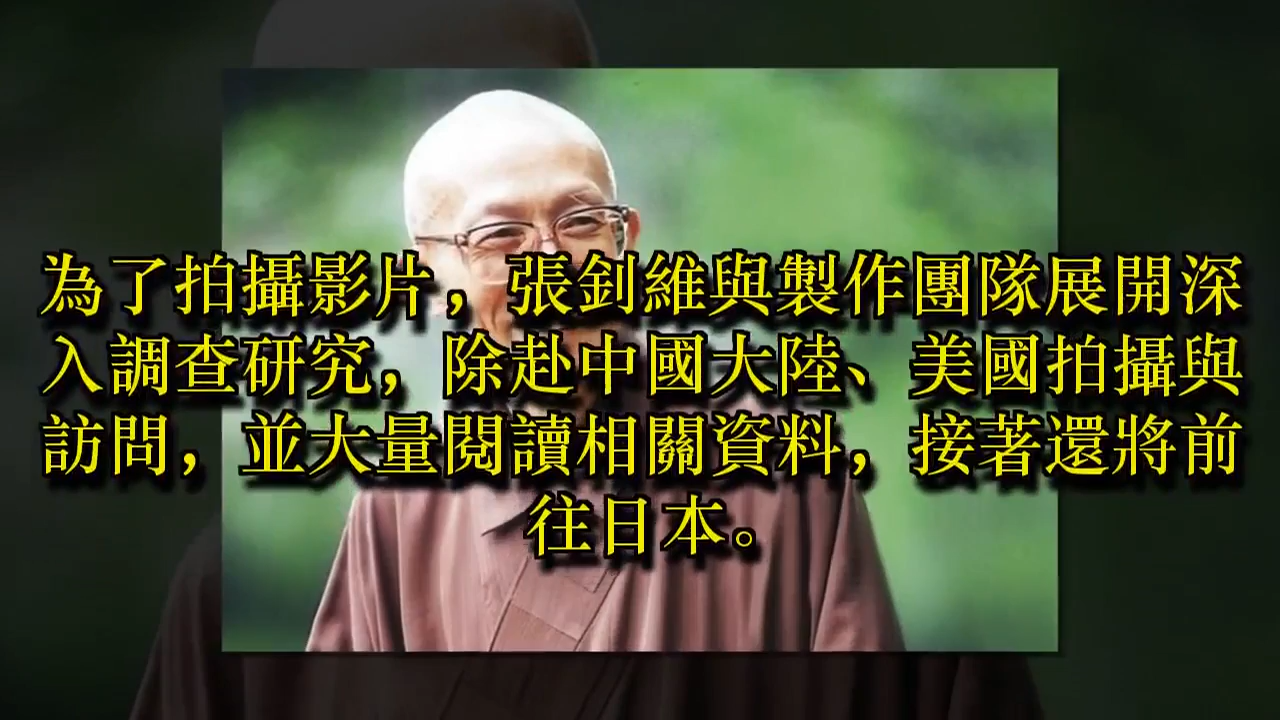 為了拍攝影片，張釗維與製作團隊展開深
入調查研究，除赴中國大陸、美國拍攝與
訪問，並大量閱讀相關資料，接著還將前
往日本。